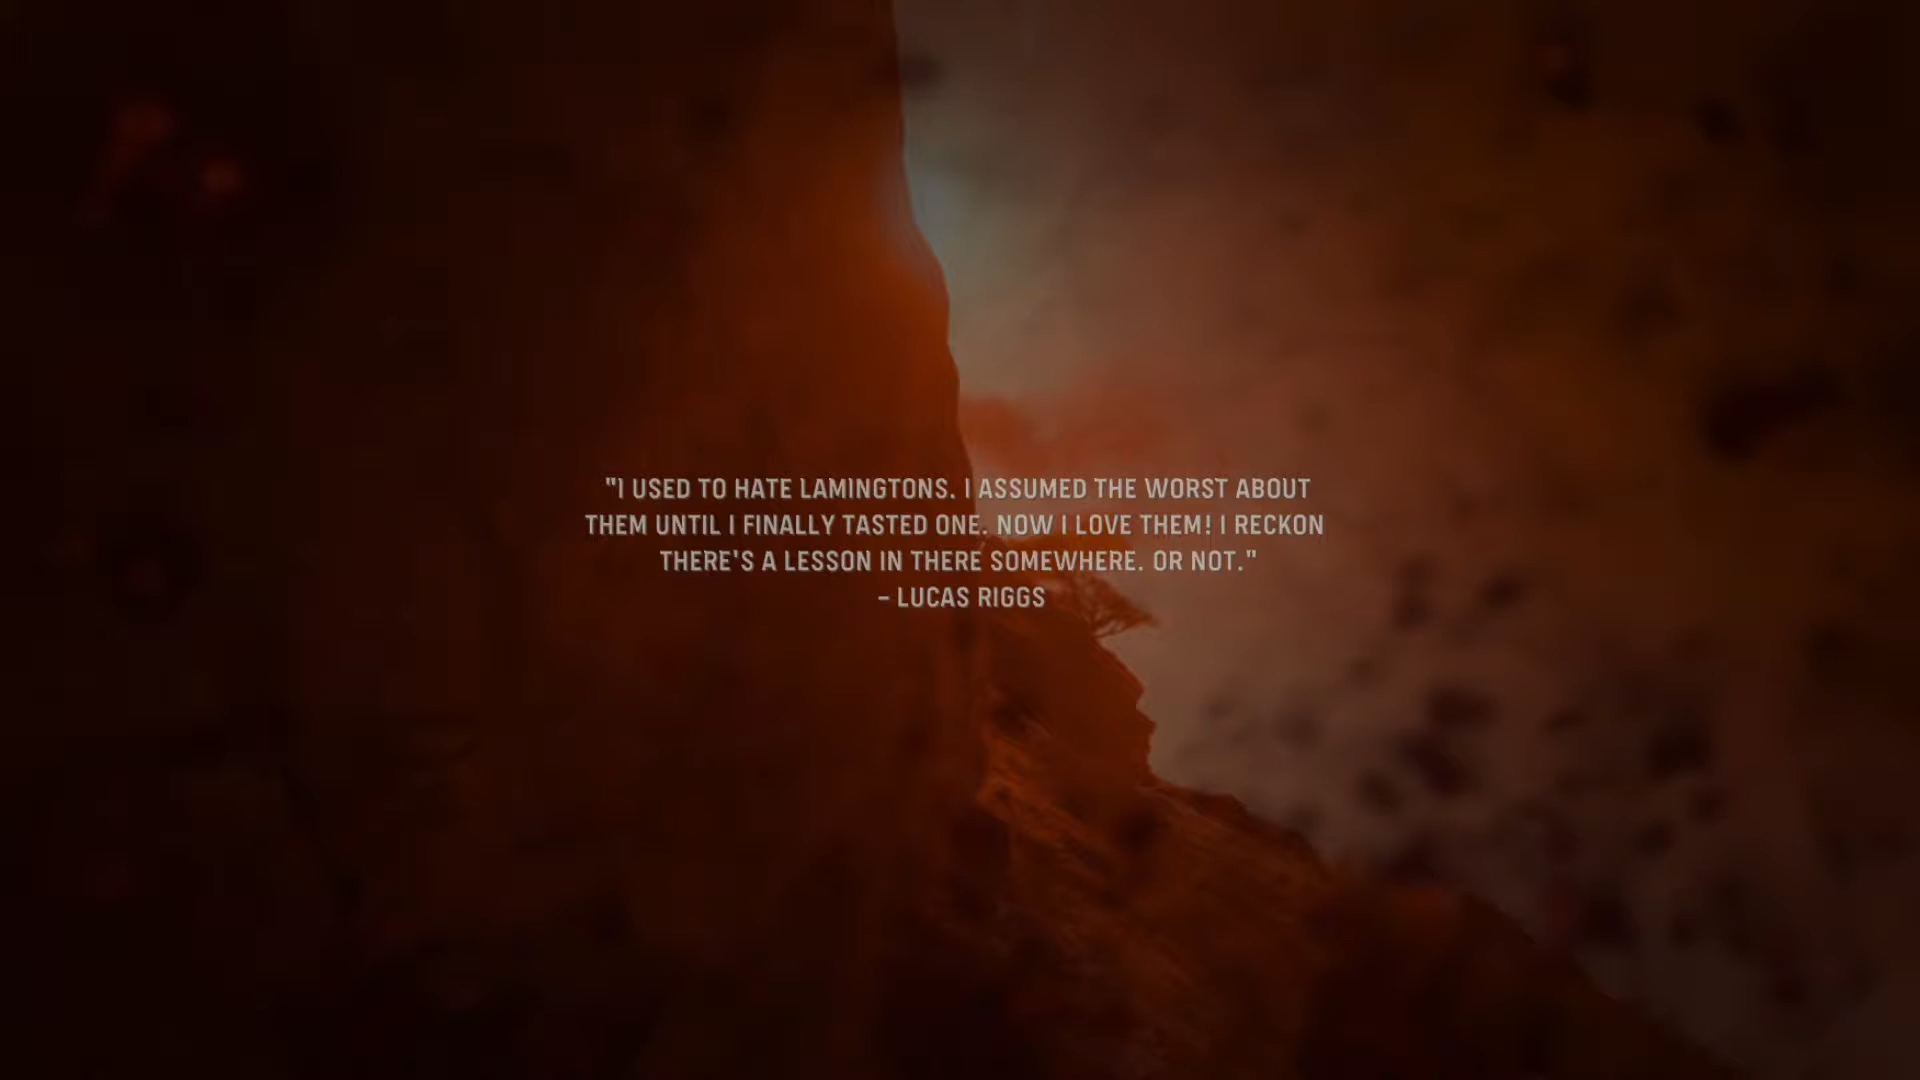 "I USED TO HATE LAMINGTONS. I ASSUMED THE WORST ABOUT
THEM UNTIL I FINALLY TASTED ONE. NOW I LOVE THEM! I RECKON
THERE'S A LESSON IN THERE SOMEWHERE. OR NOT."
– LUCAS RIGGS